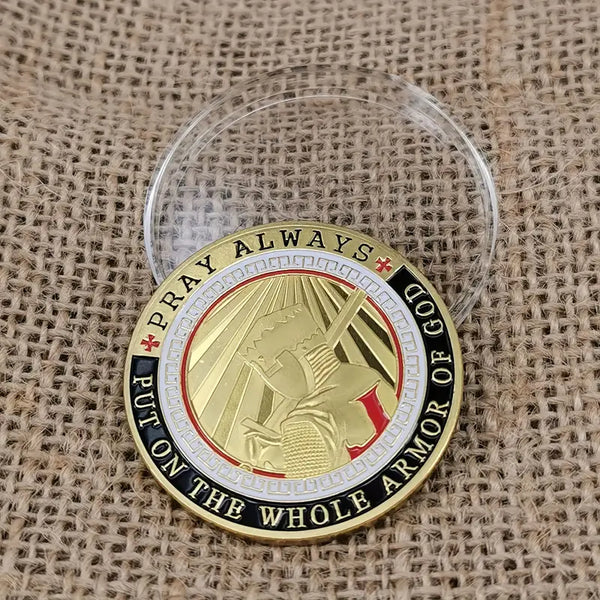 PRAY ALWAYS
PUT ON THE WHOLE ARMOR OF GOD